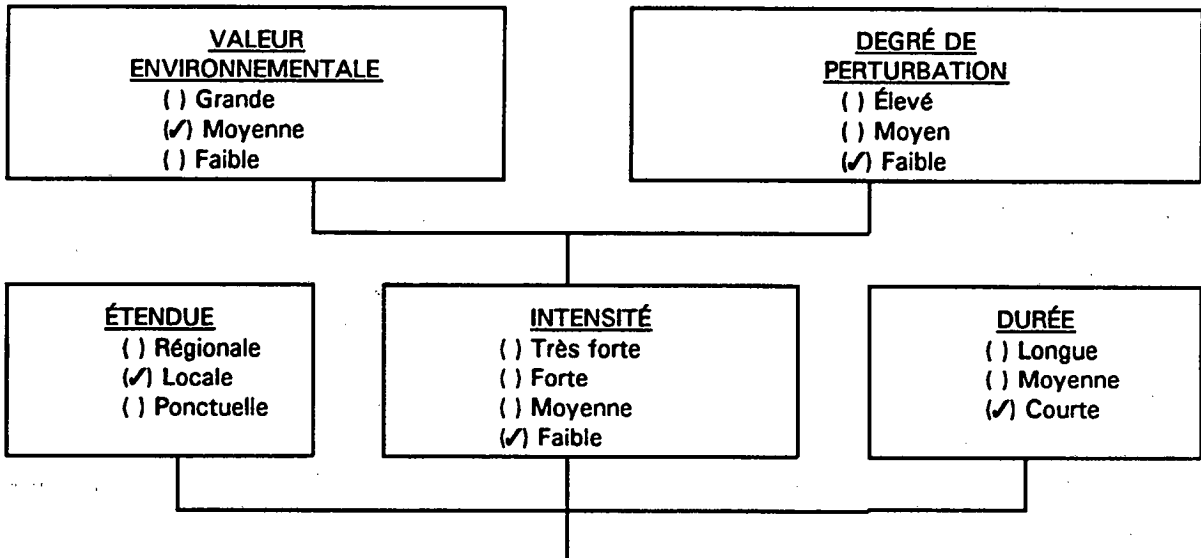 VALEUR
ENVIRONNEMENTALE
( ) Grande
(✓) Moyenne
( ) Faible
DEGRÉ DE
PERTURBATION
( ) Élevé
( ) Moyen
(✓) Faible
ÉTENDUE
( ) Régionale
(✓) Locale
( ) Ponctuelle
INTENSITÉ
( ) Très forte
( ) Forte
( ) Moyenne
(✓) Faible
DURÉE
( ) Longue
( ) Moyenne
(✓) Courte